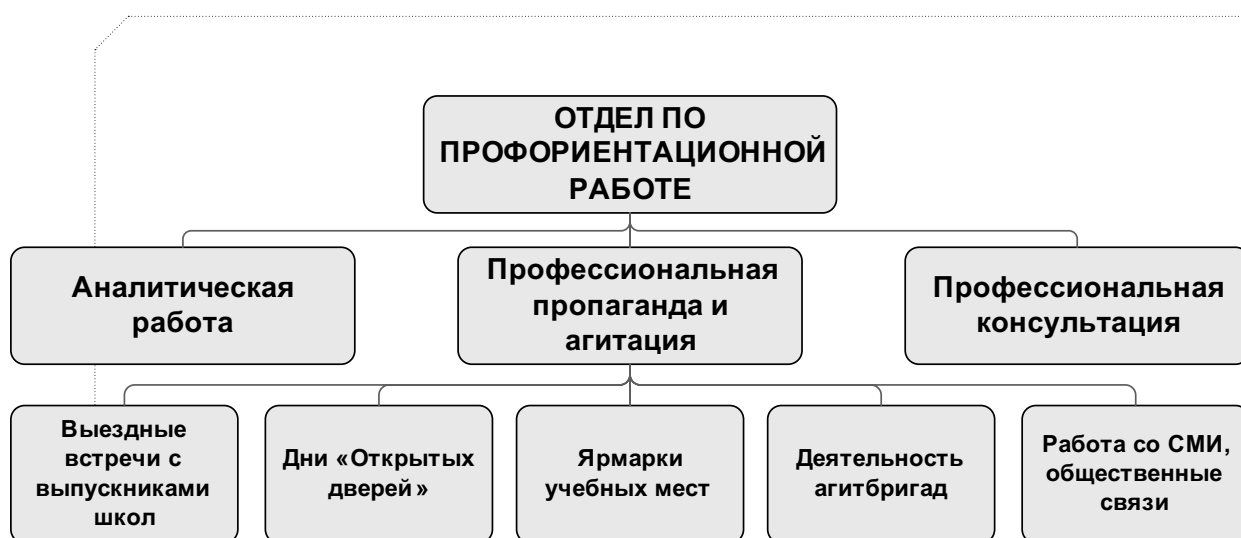 ОТДЕЛ ПО
ПРОФОРИЕНТАЦИОННОЙ
РАБОТЕ
Аналитическая
работа
Профессиональная
пропаганда и
агитация
Профессиональная
консультация
Выездные
встречи с
выпускниками
школ
Дни «Открытых
дверей»
Ярмарки
учебных мест
Деятельность
агитбригад
Работа со СМИ,
общественные
связи